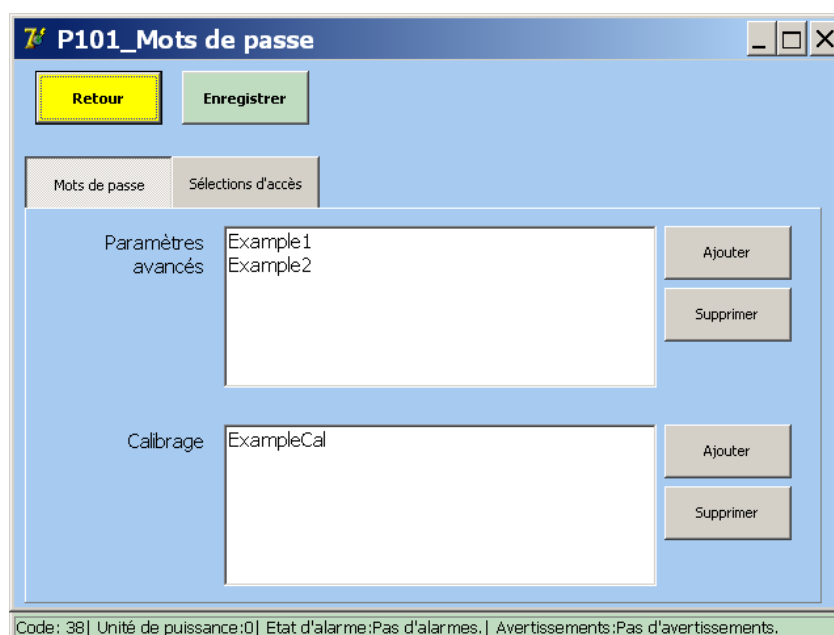 P101_Mots de passe
Retour
Enregistrer
Mots de passe
Sélections d'accès
Paramètres
avancés
Example1
Example2
Ajouter
Supprimer
Calibrage
ExampleCal
Ajouter
Supprimer
Code: 38| Unité de puissance:0| Etat d'alarme:Pas d'alarmes.| Avertissements:Pas d'avertissements.